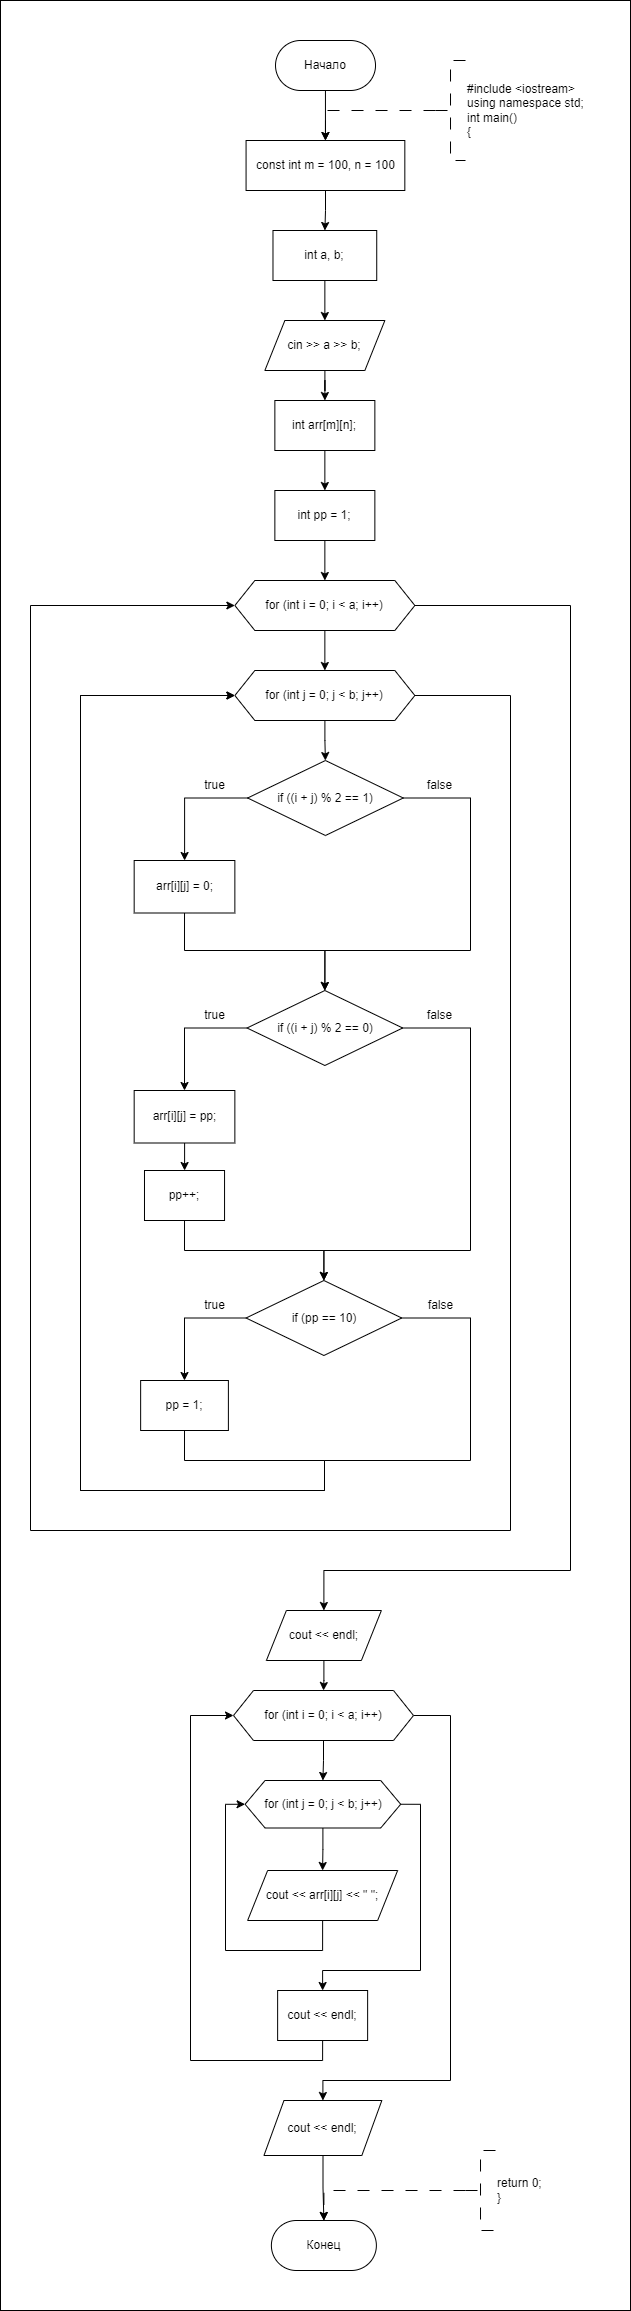 Начало
#include <iostream>
using namespace std;
int main()
{
const int m = 100, n = 100
int a, b;
cin >> a >> b;
int arr[m][n];
int pp = 1;
for (int i = 0; i < a; i++)
for (int j = 0; j < b; j++)
true
false
if ((i + j) % 2 == 1)
arr[i][j] = 0;
true
false
if ((i + j) % 2 == 0)
arr[i][j] = pp;
pp++;
true
false
if (pp == 10)
pp = 1;
cout << endl;
for (int i = 0; i < a; i++)
for (int j = 0; j < b; j++)
cout << arr[i][j] << " ";
cout << endl;
cout << endl;
return 0;
}
Конец